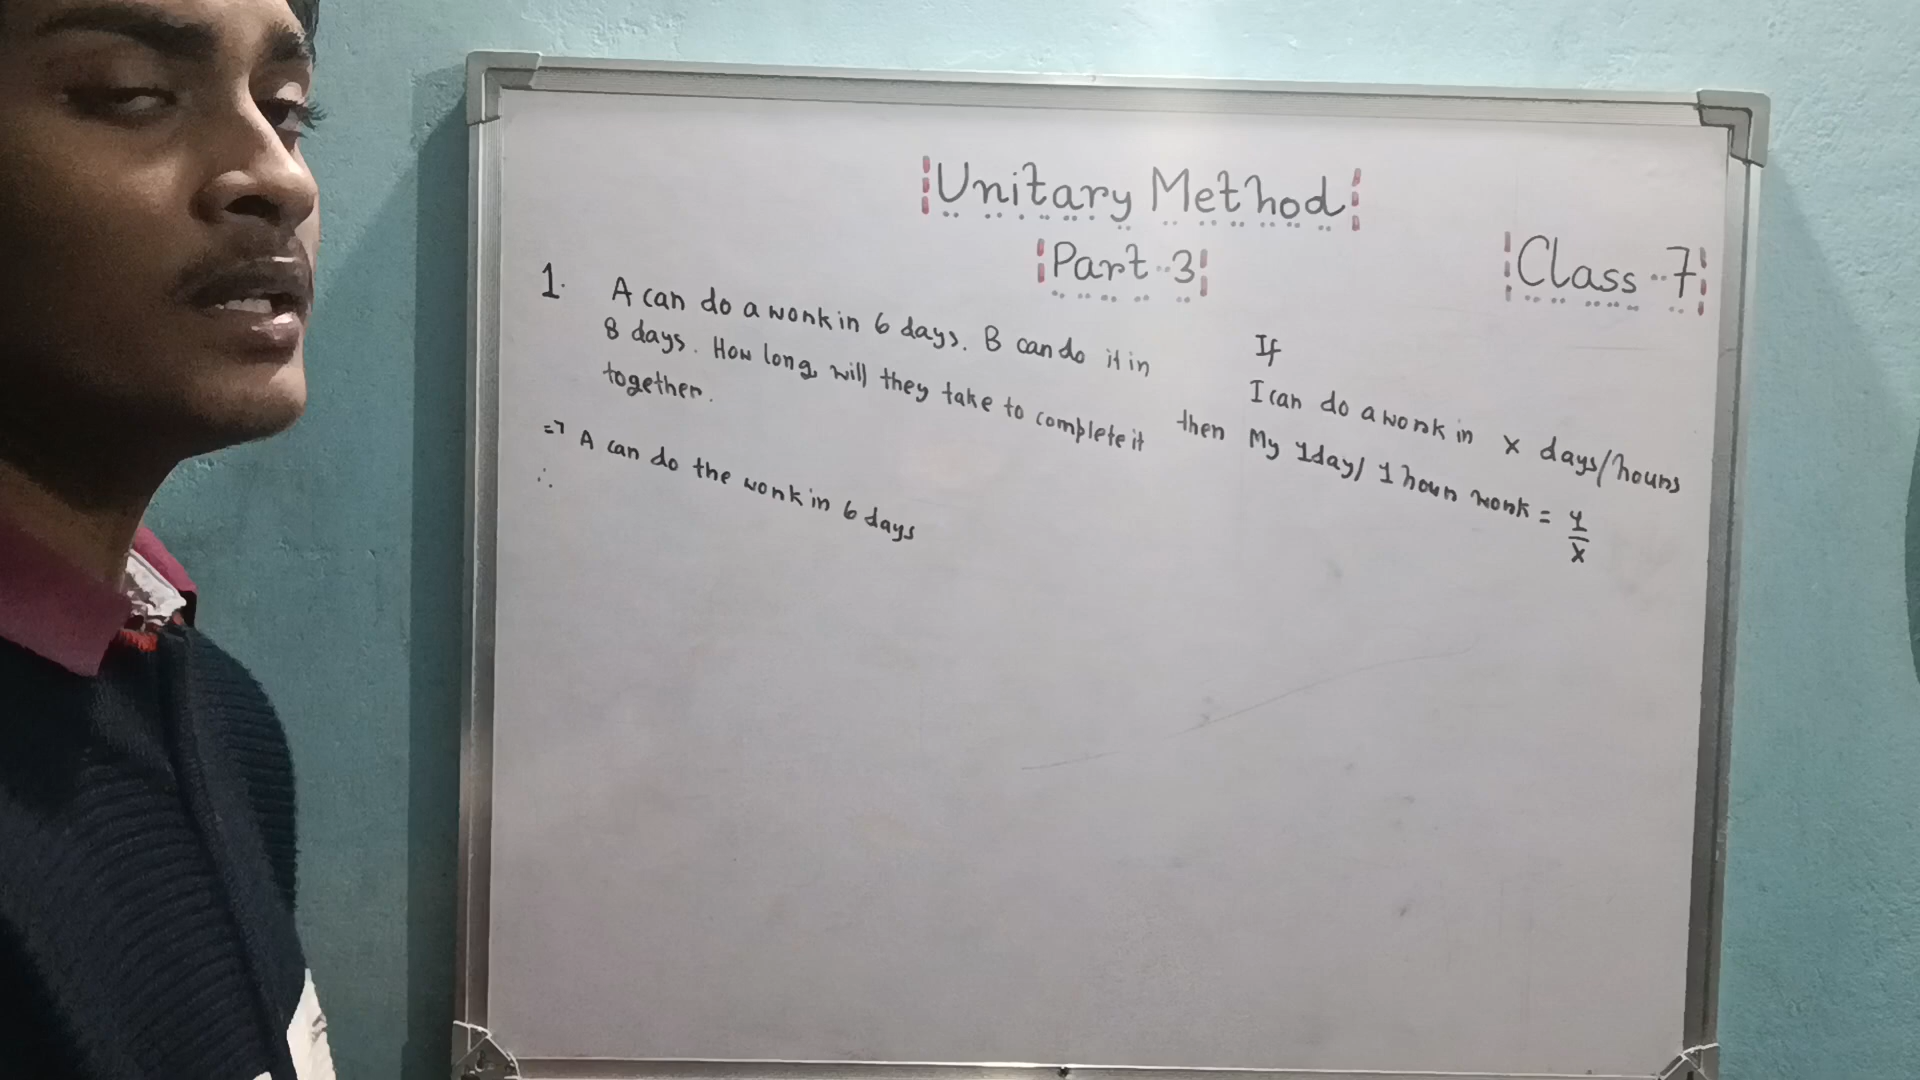 Unitary Method
Part-3
Class-7
1. A can do a work in 6 days. B can do it in
8 days. How long will they take to complete it
together.
⇒ A can do the work in 6 days
∴
If
I can do a work in x days/hours
then My 1day/ 1 hour work = 1/x